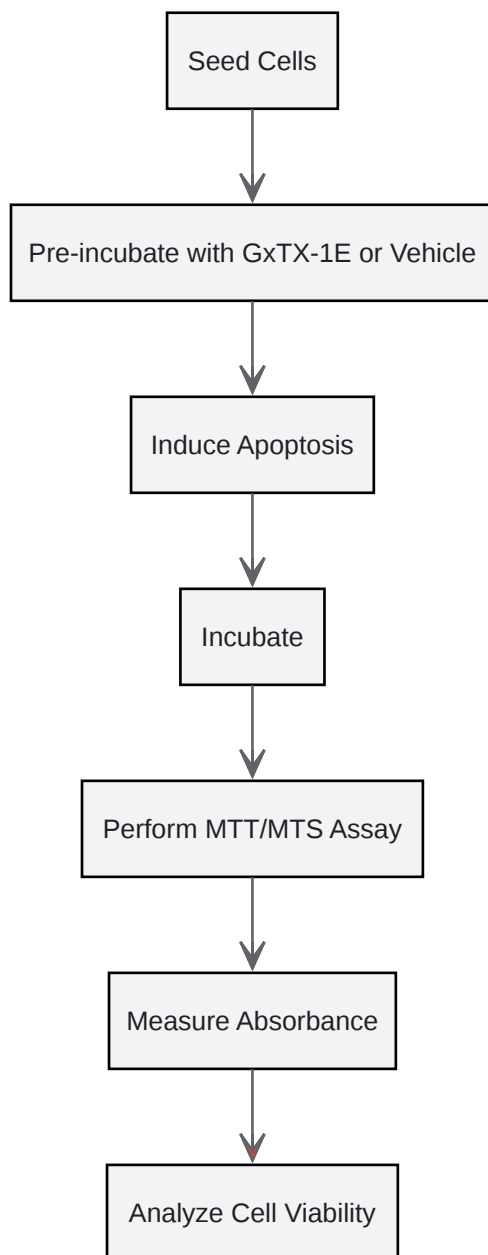 Seed Cells
Pre-incubate with GxTX-1E or Vehicle
Induce Apoptosis
Incubate
Perform MTT/MTS Assay
Measure Absorbance
Analyze Cell Viability